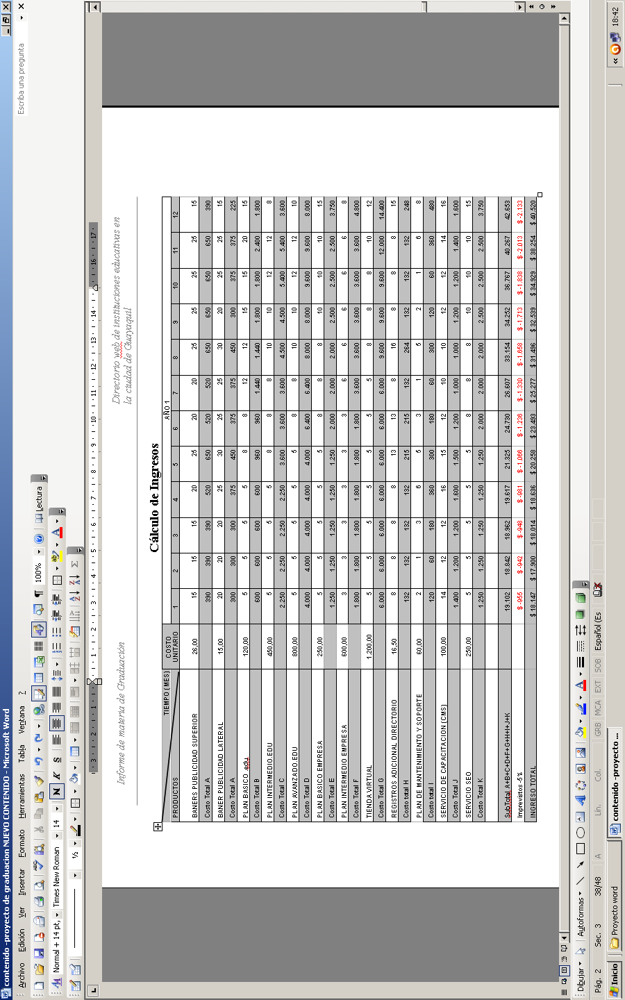 contenido -proyecto de graduacion NUEVO CONTENIDO - Microsoft Word
Archivo Edición Ver Insertar Formato Herramientas Tabla Ventana ? Escriba una pregunta
100% Lectura
Normal + 14 pt, Times New Roman 14 N K S
½
3 2 1 1 2 3 4 5 6 7 8 9 10 11 12 13 14 15 16 17
Informe de materia de Graduación Directorio web de instituciones educativas en
la ciudad de Guayaquil
Cálculo de Ingresos
TIEMPO (MES) COSTO UNITARIO AÑO 1
PRODUCTOS 1 2 3 4 5 6 7 8 9 10 11 12
BANERS PUBLICIDAD SUPERIOR 26,00 15 15 15 20 25 20 20 25 25 25 25 15
Costo Total A 390 390 390 520 650 520 520 650 650 650 650 390
BANER PUBLICIDAD LATERAL 15,00 20 20 20 25 30 25 25 30 20 25 25 15
Costo Total A 300 300 300 375 450 375 375 450 300 375 375 225
PLAN BASICO .edu 120,00 5 5 5 5 8 8 12 12 15 15 20 15
Costo Total B 600 600 600 600 960 960 1.440 1.440 1.800 1.800 2.400 1.800
PLAN INTERMEDIO.EDU 450,00 5 5 5 5 8 8 8 10 10 12 12 8
Costo Total C 2.250 2.250 2.250 2.250 3.600 3.600 3.600 4.500 4.500 5.400 5.400 3.600
PLAN AVANZADO.EDU 800,00 5 5 5 5 5 8 8 10 10 12 12 10
Costo Total D 4.000 4.000 4.000 4.000 4.000 6.400 6.400 8.000 8.000 9.600 9.600 8.000
PLAN BASICO EMPRESA 250,00 5 5 5 5 5 8 8 8 10 10 10 15
Costo Total E 1.250 1.250 1.250 1.250 1.250 2.000 2.000 2.000 2.500 2.500 2.500 3.750
PLAN INTERMEDIO EMPRESA 600,00 3 3 3 3 3 3 6 6 6 6 6 8
Costo Total F 1.800 1.800 1.800 1.800 1.800 1.800 3.600 3.600 3.600 3.600 3.600 4.800
TIENDA VIRTUAL 1.200,00 5 5 5 5 5 5 5 8 8 8 10 12
Costo Total G 6.000 6.000 6.000 6.000 6.000 6.000 6.000 9.600 9.600 9.600 12.000 14.400
REGISTROS ADICIONAL DIRECTORIO 16,50 8 8 8 8 13 13 8 16 8 8 8 15
Costo total H 132 132 132 132 215 215 132 264 132 132 132 248
PLAN DE MANTENIMIENTO Y SOPORTE 60,00 2 1 3 6 5 3 1 5 2 1 6 8
Costo total I 120 60 180 360 300 180 60 300 120 60 360 480
SERVICIO DE CAPACITACION (CMS) 100,00 14 12 12 16 15 12 10 10 12 12 14 16
Costo Total J 1.400 1.200 1.200 1.600 1.500 1.200 1.000 1.000 1.200 1.200 1.400 1.600
SERVICIO SEO 250,00 5 5 5 5 5 8 8 8 10 10 10 15
Costo Total K 1.250 1.250 1.250 1.250 1.250 2.000 2.000 2.000 2.500 2.500 2.500 3.750
SubTotal A+B+C+D+F+G+H+I+J+K 19.102 18.842 18.962 19.617 21.325 24.730 26.607 33.154 34.252 36.767 40.267 42.653
Imprevistos -5% $ -955 $ -942 $ -948 $ -981 $ -1.066 $ -1.236 $ -1.330 $ -1.658 $ -1.713 $ -1.838 $ -2.013 $ -2.133
INGRESO TOTAL $ 18.147 $ 17.900 $ 18.014 $ 18.636 $ 20.258 $ 23.493 $ 25.277 $ 31.496 $ 32.539 $ 34.929 $ 38.254 $ 40.520
Dibujar Autoformas
Pág. 2 Sec. 3 38/48 A Lín. Col. GRB MCA EXT SOB Español (Es
Inicio Proyecto word contenido -proyecto ... 18:42